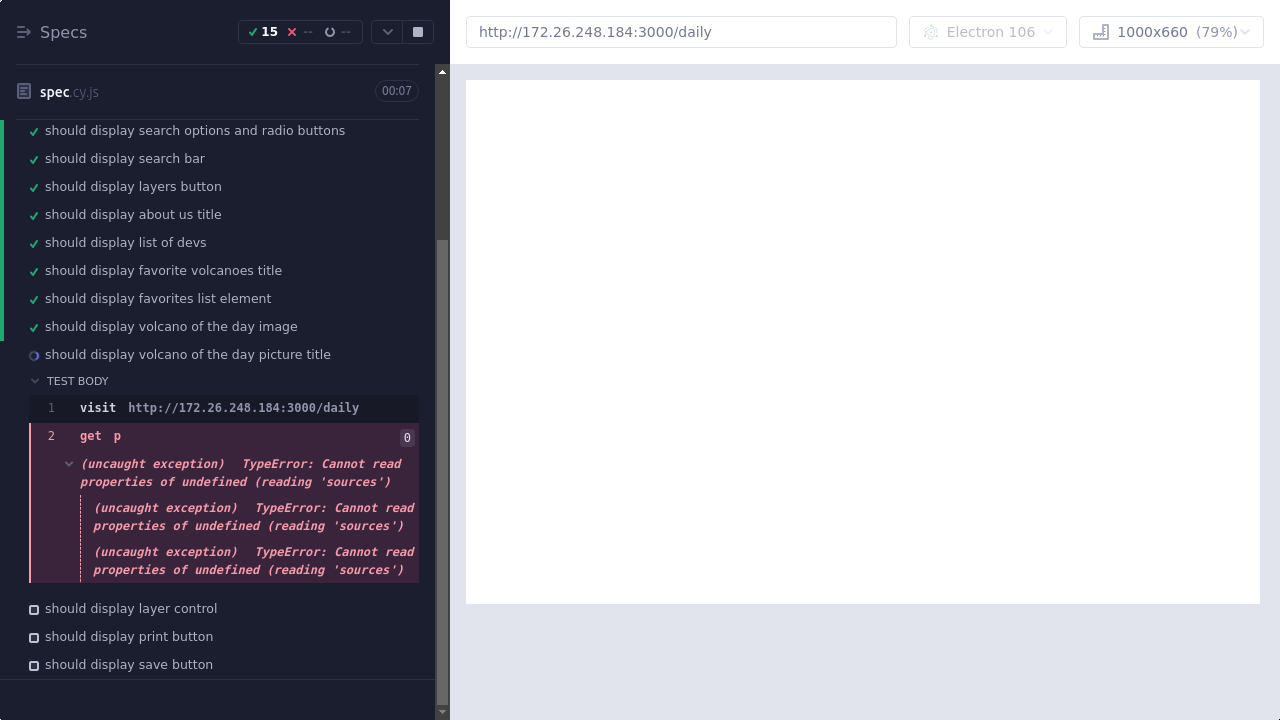 Specs
15
--
--
http://172.26.248.184:3000/daily
Electron 106
1000x660 (79%)
spec.cy.js
00:07
should display search options and radio buttons
should display search bar
should display layers button
should display about us title
should display list of devs
should display favorite volcanoes title
should display favorites list element
should display volcano of the day image
should display volcano of the day picture title
TEST BODY
1 visit http://172.26.248.184:3000/daily
2 get p 0
(uncaught exception) TypeError: Cannot read
properties of undefined (reading 'sources')
(uncaught exception) TypeError: Cannot read
properties of undefined (reading 'sources')
(uncaught exception) TypeError: Cannot read
properties of undefined (reading 'sources')
should display layer control
should display print button
should display save button